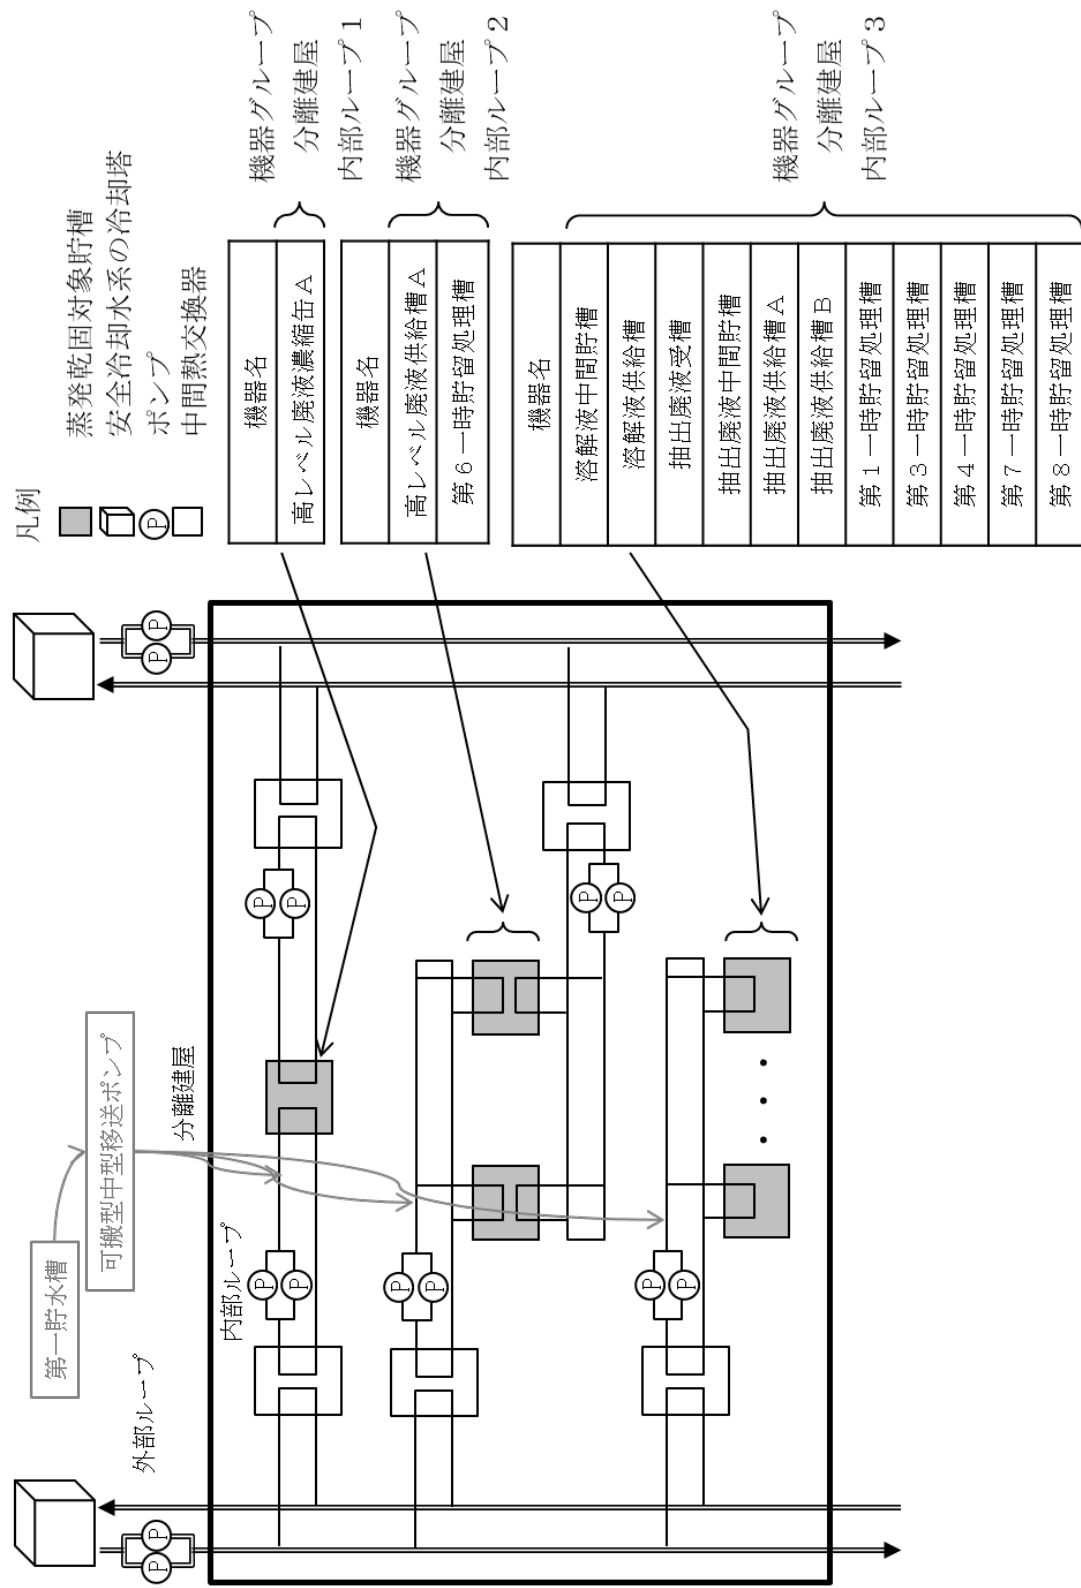 凡例
蒸発乾固対象貯槽
安全冷却水系の冷却塔
P
ポンプ
中間熱交換器
機器名
高レベル廃液濃縮缶A
機器グループ
分離建屋
内部ループ1
機器名
高レベル廃液供給槽A
第6一時貯留処理槽
機器グループ
分離建屋
内部ループ2
機器名
溶解液中間貯槽
溶解液供給槽
抽出廃液受槽
抽出廃液中間貯槽
抽出廃液供給槽A
抽出廃液供給槽B
第1一時貯留処理槽
第3一時貯留処理槽
第4一時貯留処理槽
第7一時貯留処理槽
第8一時貯留処理槽
機器グループ
分離建屋
内部ループ3
第一貯水槽
可搬型中型移送ポンプ
外部ループ
分離建屋
内部ループ
P
P
P
P
P
P
P
P
P
P
P
P
P
P